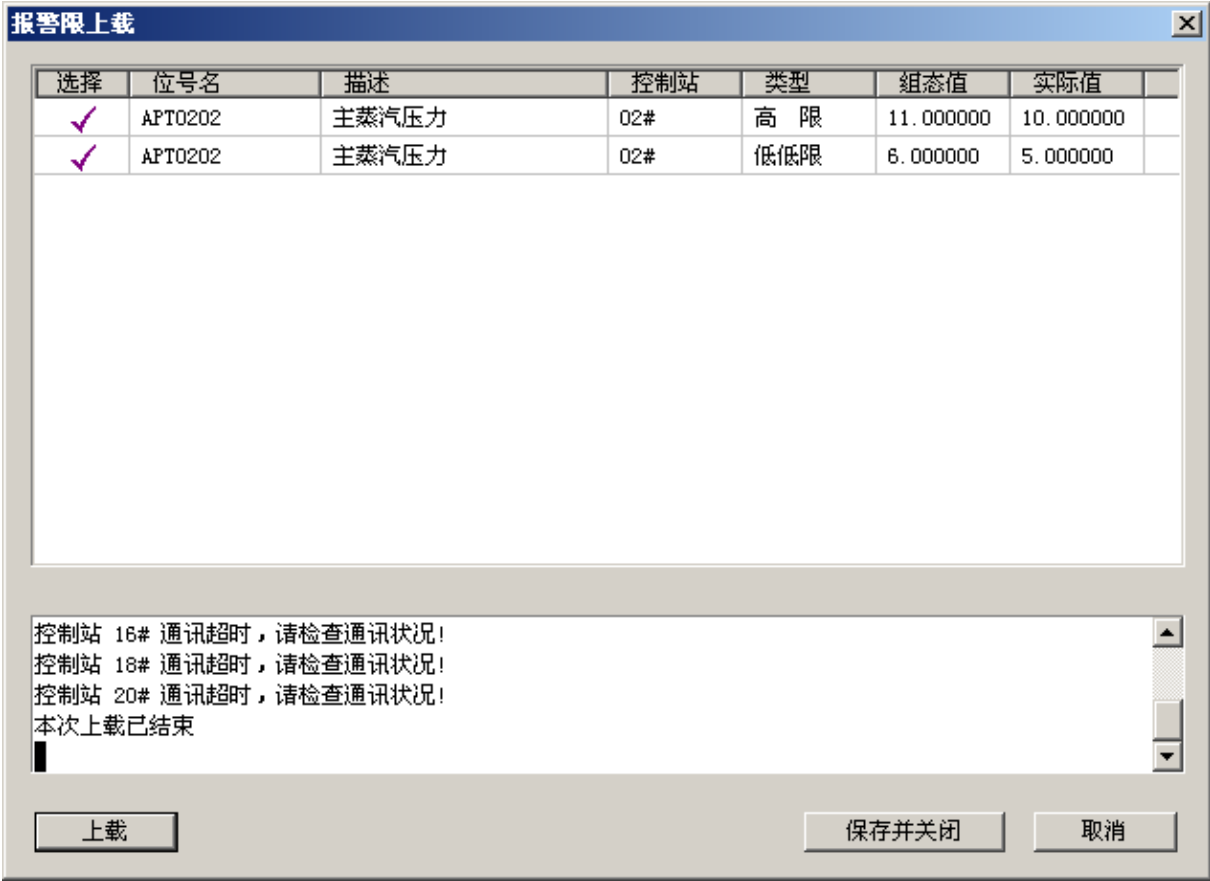 报警限上载
选择 位号名 描述 控制站 类型 组态值 实际值
APT0202 主蒸汽压力 02# 高 限 11.000000 10.000000
APT0202 主蒸汽压力 02# 低低限 6.000000 5.000000
控制站 16# 通讯超时，请检查通讯状况!
控制站 18# 通讯超时，请检查通讯状况!
控制站 20# 通讯超时，请检查通讯状况!
本次上载已结束
上载 保存并关闭 取消